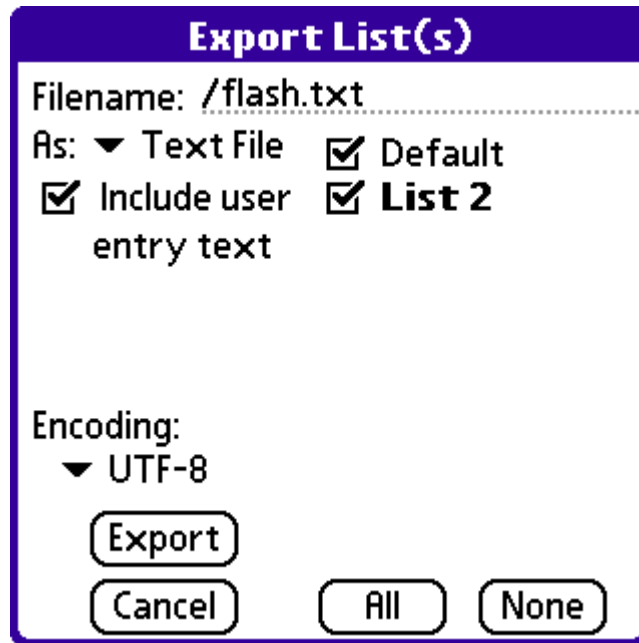 Export List(s)
Filename: /flash.txt
As: Text File
Default
Include user
List 2
entry text
Encoding:
UTF-8
Export
Cancel
All
None